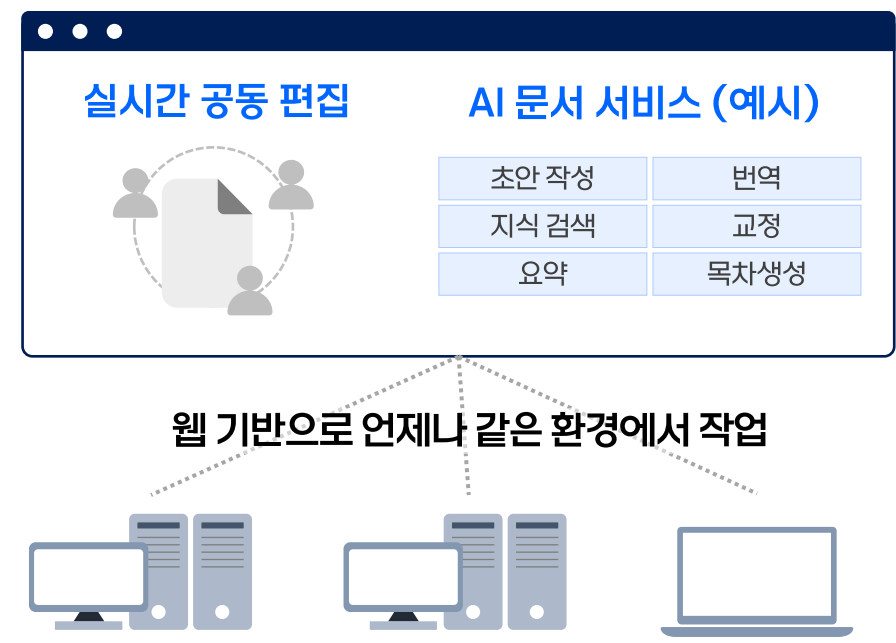 실시간 공동 편집
AI 문서 서비스 (예시)
초안 작성
번역
지식 검색
교정
요약
목차생성
웹 기반으로 언제나 같은 환경에서 작업